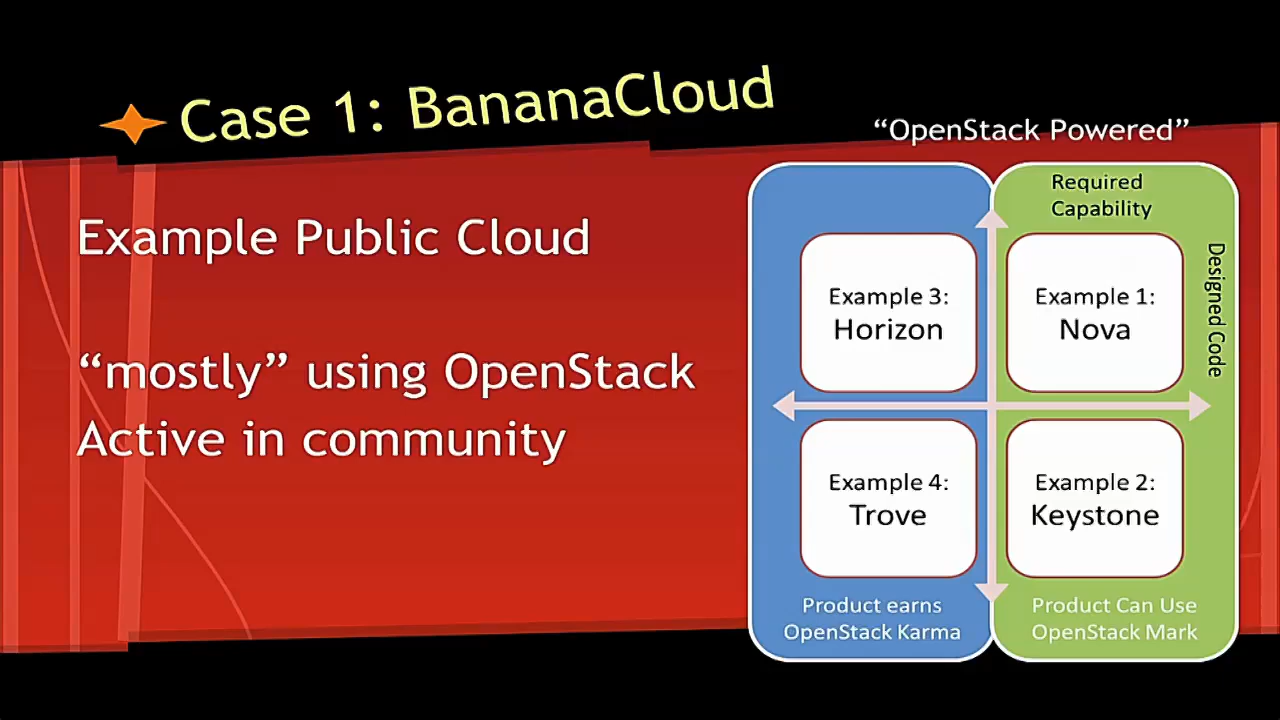 Case 1: BananaCloud
Example Public Cloud
“mostly” using OpenStack
Active in community
“OpenStack Powered”
Required
Capability
Designed Code
Example 3:
Horizon
Example 1:
Nova
Example 4:
Trove
Example 2:
Keystone
Product earns
OpenStack Karma
Product Can Use
OpenStack Mark